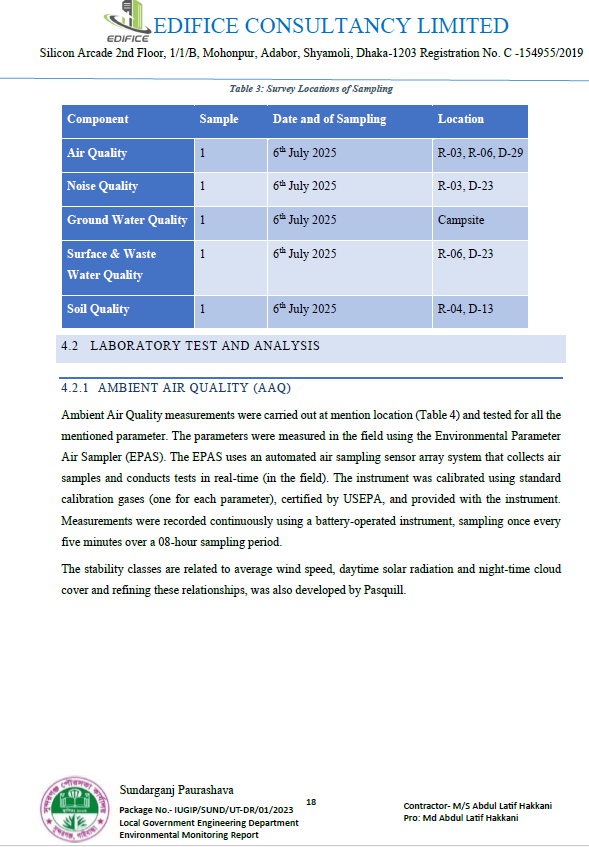 EDIFICE CONSULTANCY LIMITED
EDIFICE
Silicon Arcade 2nd Floor, 1/1/B, Mohonpur, Adabor, Shyamoli, Dhaka-1203 Registration No. C -154955/2019
Table 3: Survey Locations of Sampling
Component Sample Date and of Sampling Location
Air Quality 1 6th July 2025 R-03, R-06, D-29
Noise Quality 1 6th July 2025 R-03, D-23
Ground Water Quality 1 6th July 2025 Campsite
Surface & Waste 1 6th July 2025 R-06, D-23
Water Quality
Soil Quality 1 6th July 2025 R-04, D-13
4.2 LABORATORY TEST AND ANALYSIS
4.2.1 AMBIENT AIR QUALITY (AAQ)
Ambient Air Quality measurements were carried out at mention location (Table 4) and tested for all the
mentioned parameter. The parameters were measured in the field using the Environmental Parameter
Air Sampler (EPAS). The EPAS uses an automated air sampling sensor array system that collects air
samples and conducts tests in real-time (in the field). The instrument was calibrated using standard
calibration gases (one for each parameter), certified by USEPA, and provided with the instrument.
Measurements were recorded continuously using a battery-operated instrument, sampling once every
five minutes over a 08-hour sampling period.
The stability classes are related to average wind speed, daytime solar radiation and night-time cloud
cover and refining these relationships, was also developed by Pasquill.
Sundarganj Paurashava
Package No.- IUGIP/SUND/UT-DR/01/2023
Local Government Engineering Department
Environmental Monitoring Report
18
Contractor- M/S Abdul Latif Hakkani
Pro: Md Abdul Latif Hakkani